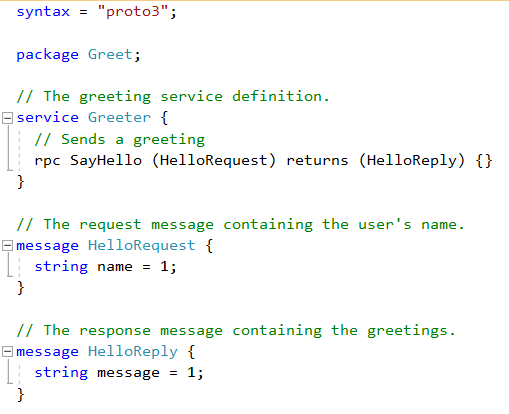 syntax = "proto3";
package Greet;
// The greeting service definition.
service Greeter {
// Sends a greeting
rpc SayHello (HelloRequest) returns (HelloReply) {}
}
// The request message containing the user's name.
message HelloRequest {
string name = 1;
}
// The response message containing the greetings.
message HelloReply {
string message = 1;
}